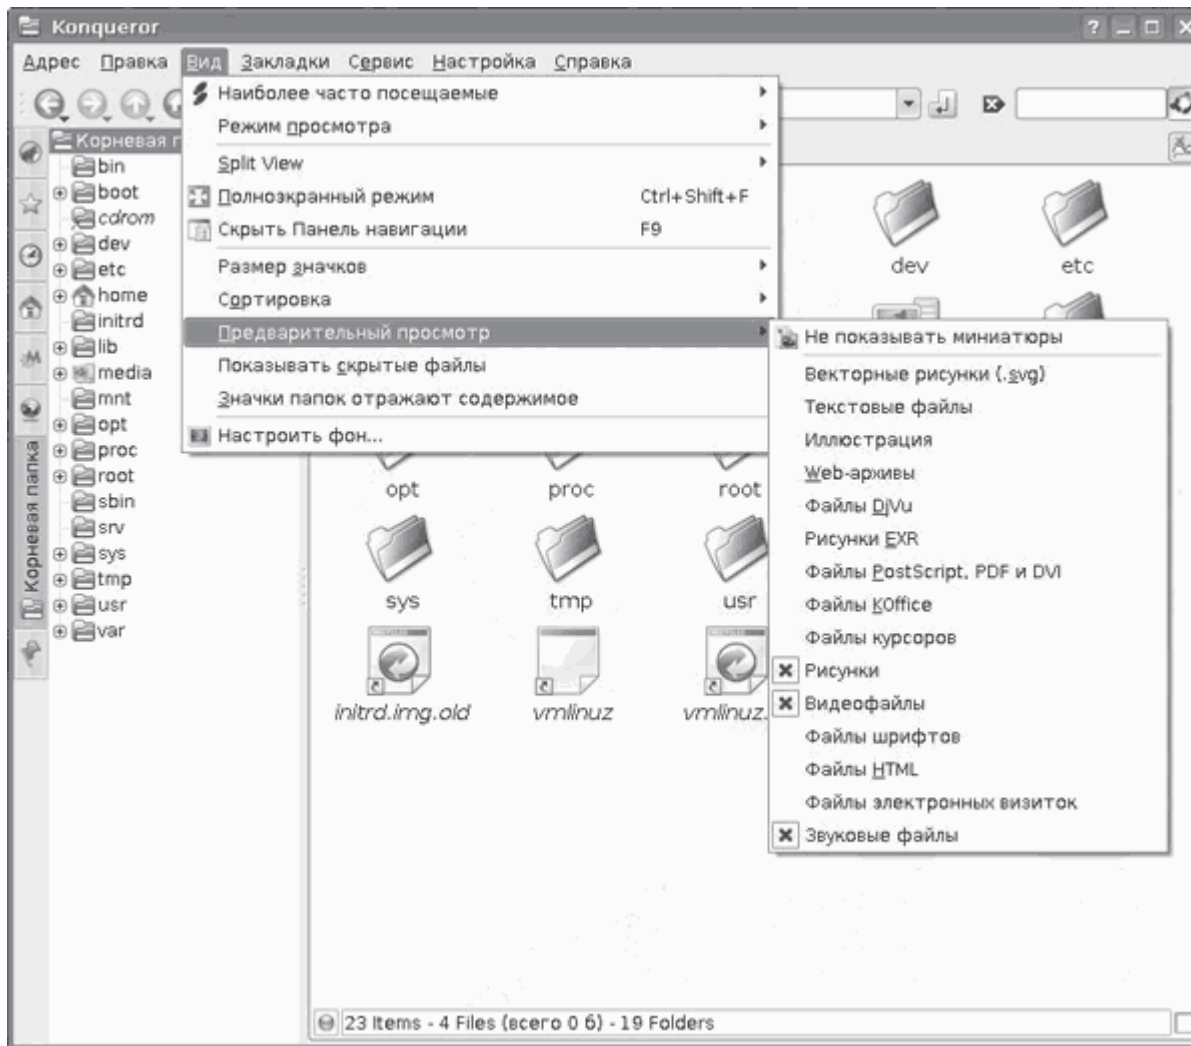 Konqueror
Адрес Правка Вид Закладки Сервис Настройка Справка
Наиболее часто посещаемые
Режим просмотра
Split View
Полноэкранный режим Ctrl+Shift+F
Скрыть Панель навигации F9
Размер значков
Сортировка
Предварительный просмотр
Показывать скрытые файлы
Значки папок отражают содержимое
Настроить фон...
Не показывать миниатюры
Векторные рисунки (.svg)
Текстовые файлы
Иллюстрация
Web-архивы
Файлы DjVu
Рисунки EXR
Файлы PostScript, PDF и DVI
Файлы KOffice
Файлы курсоров
Рисунки
Видеофайлы
Файлы шрифтов
Файлы HTML
Файлы электронных визиток
Звуковые файлы
Корневая папка
Корневая п
bin
boot
cdrom
dev
etc
home
initrd
lib
media
mnt
opt
proc
root
sbin
srv
sys
tmp
usr
var
dev etc
opt proc root
sys tmp usr
initrd.img.old vmlinuz vmlinuz.
23 Items - 4 Files (всего 0 б) - 19 Folders